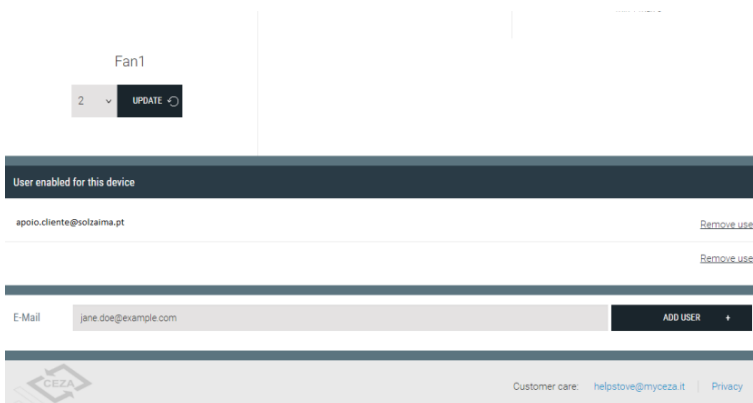 Fan1
2 UPDATE
User enabled for this device
apoio.cliente@solzaima.pt Remove use
Remove use
E-Mail jane.doe@example.com ADD USER +
CEZA
Customer care: helpstove@myceza.it Privacy